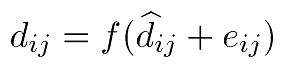 $d_{ij} = f(\widehat{d}_{ij} + e_{ij})$